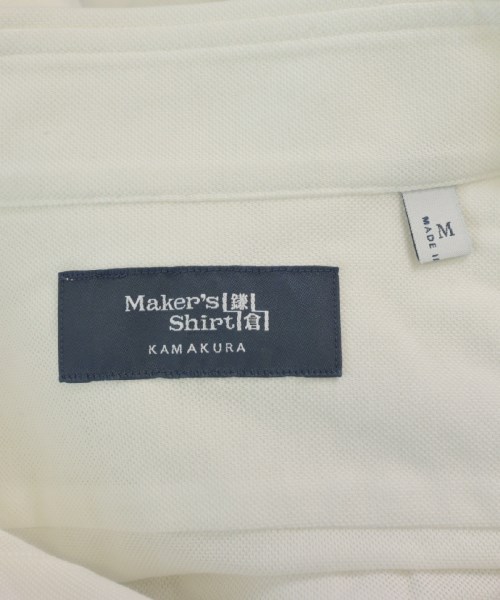 Maker's 鎌
Shirt 倉
KAMAKURA
M
MADE I